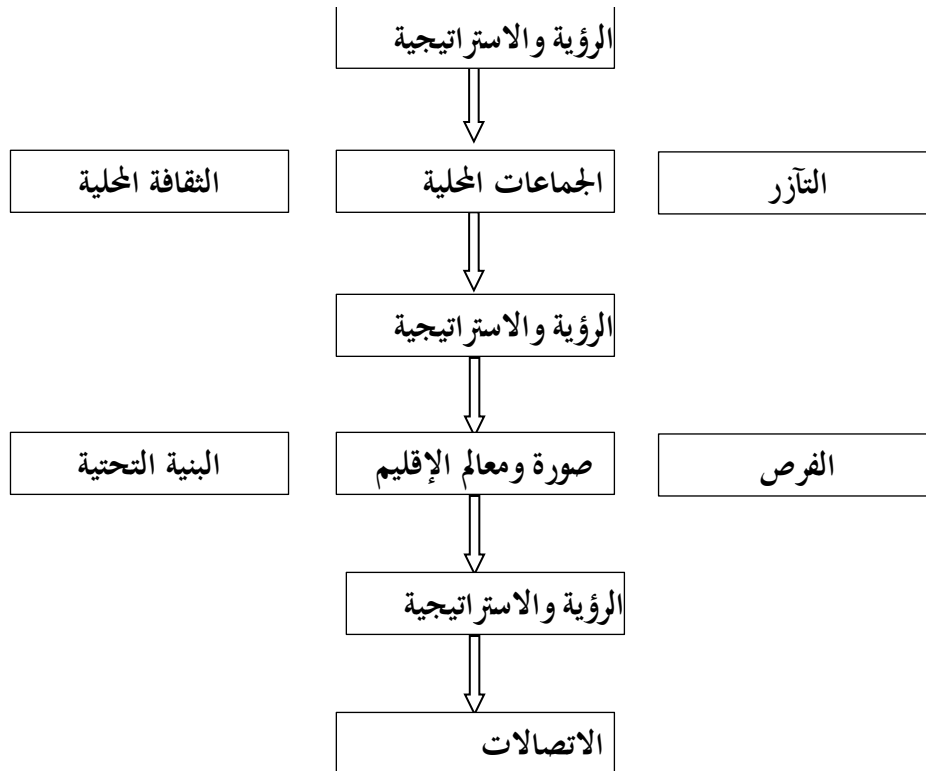 الرؤية والاستراتيجية
التآزر
الجماعات المحلية
الثقافة المحلية
الرؤية والاستراتيجية
الفرص
صورة ومعالم الإقليم
البنية التحتية
الرؤية والاستراتيجية
الاتصالات